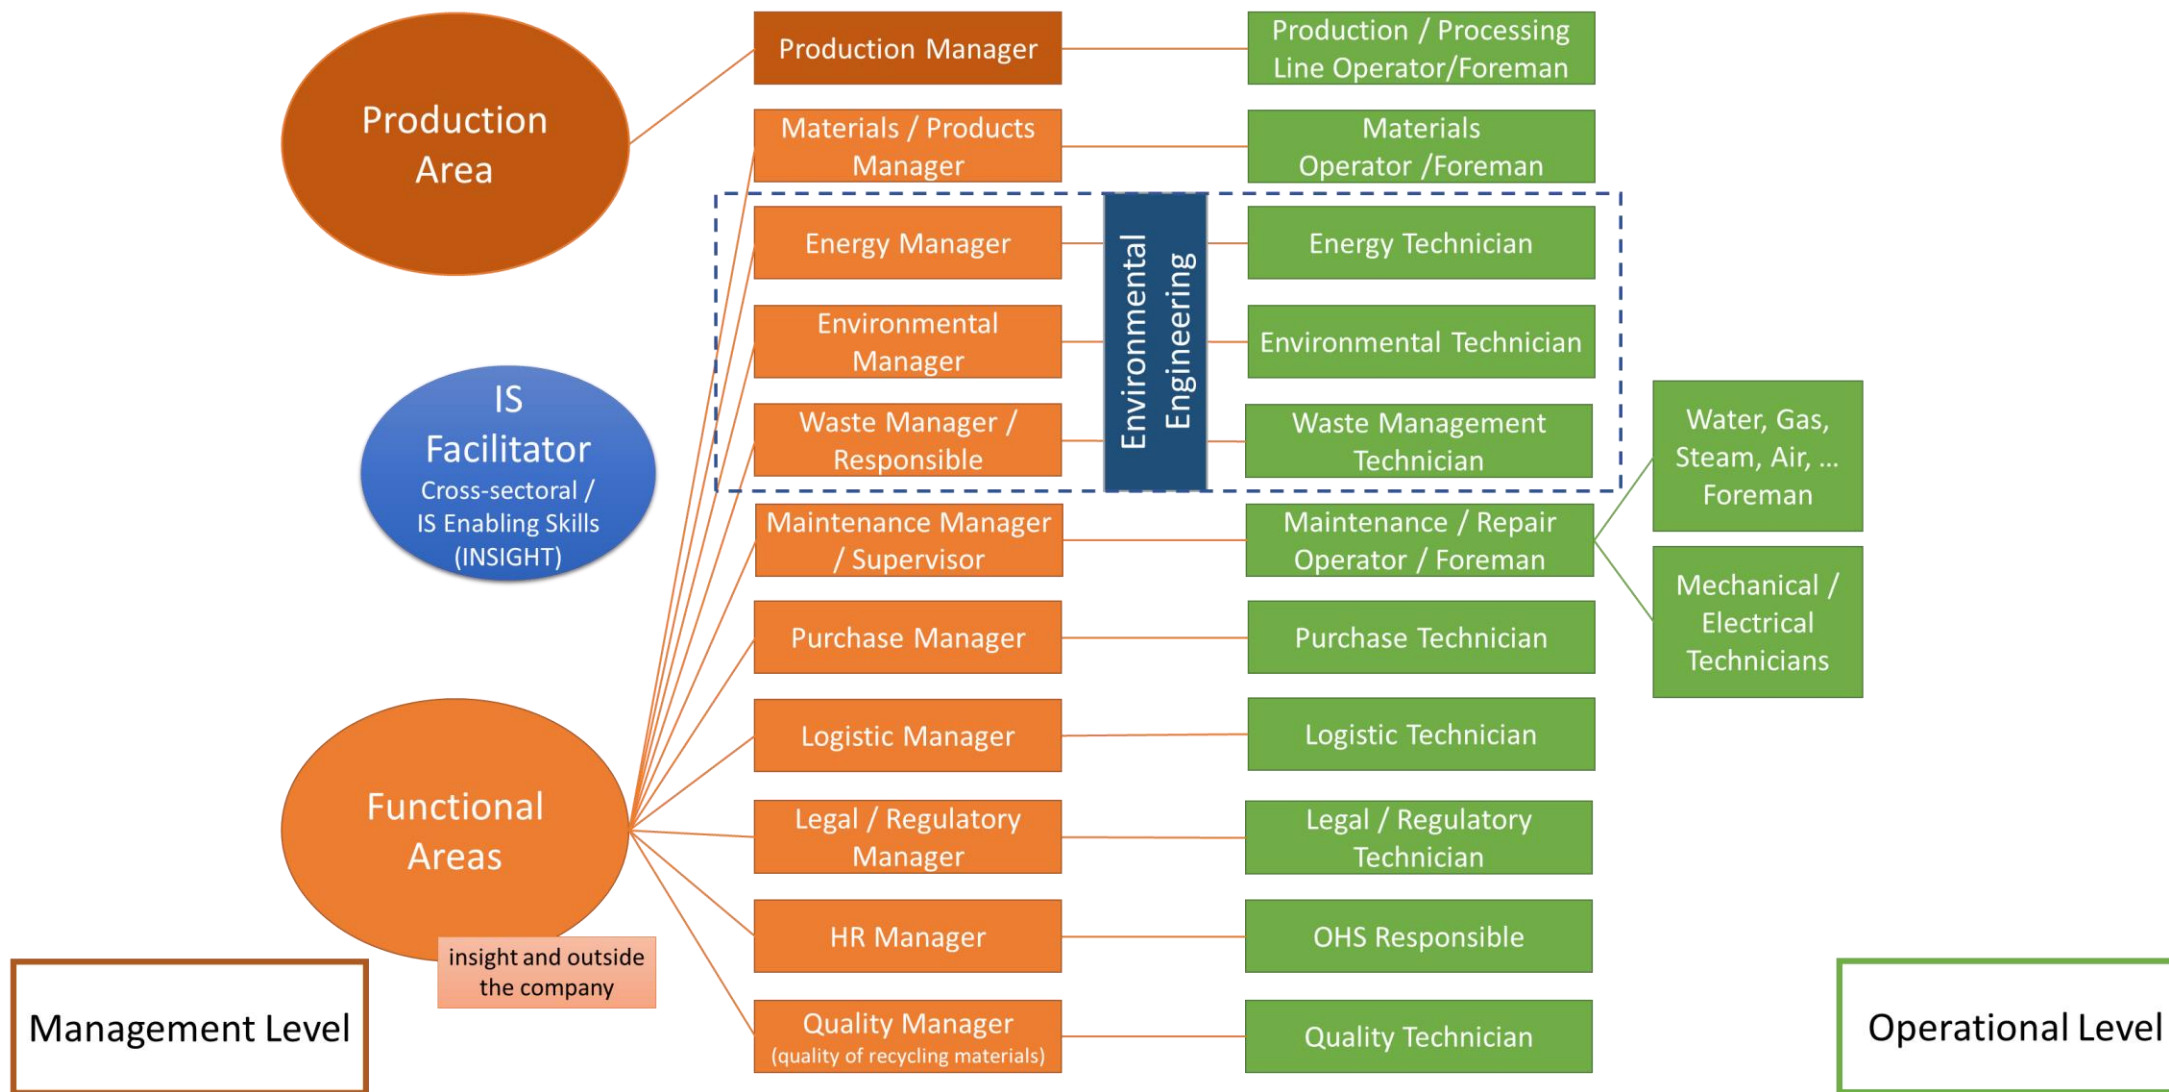 Production
Area
IS
Facilitator
Cross-sectoral /
IS Enabling Skills
(INSIGHT)
Functional
Areas
insight and outside
the company
Management Level
Production Manager
Materials / Products
Manager
Energy Manager
Environmental
Manager
Waste Manager /
Responsible
Maintenance Manager
/ Supervisor
Purchase Manager
Logistic Manager
Legal / Regulatory
Manager
HR Manager
Quality Manager
(quality of recycling materials)
Environmental
Engineering
Production / Processing
Line Operator/Foreman
Materials
Operator /Foreman
Energy Technician
Environmental Technician
Waste Management
Technician
Maintenance / Repair
Operator / Foreman
Purchase Technician
Logistic Technician
Legal / Regulatory
Technician
OHS Responsible
Quality Technician
Water, Gas,
Steam, Air, ...
Foreman
Mechanical /
Electrical
Technicians
Operational Level